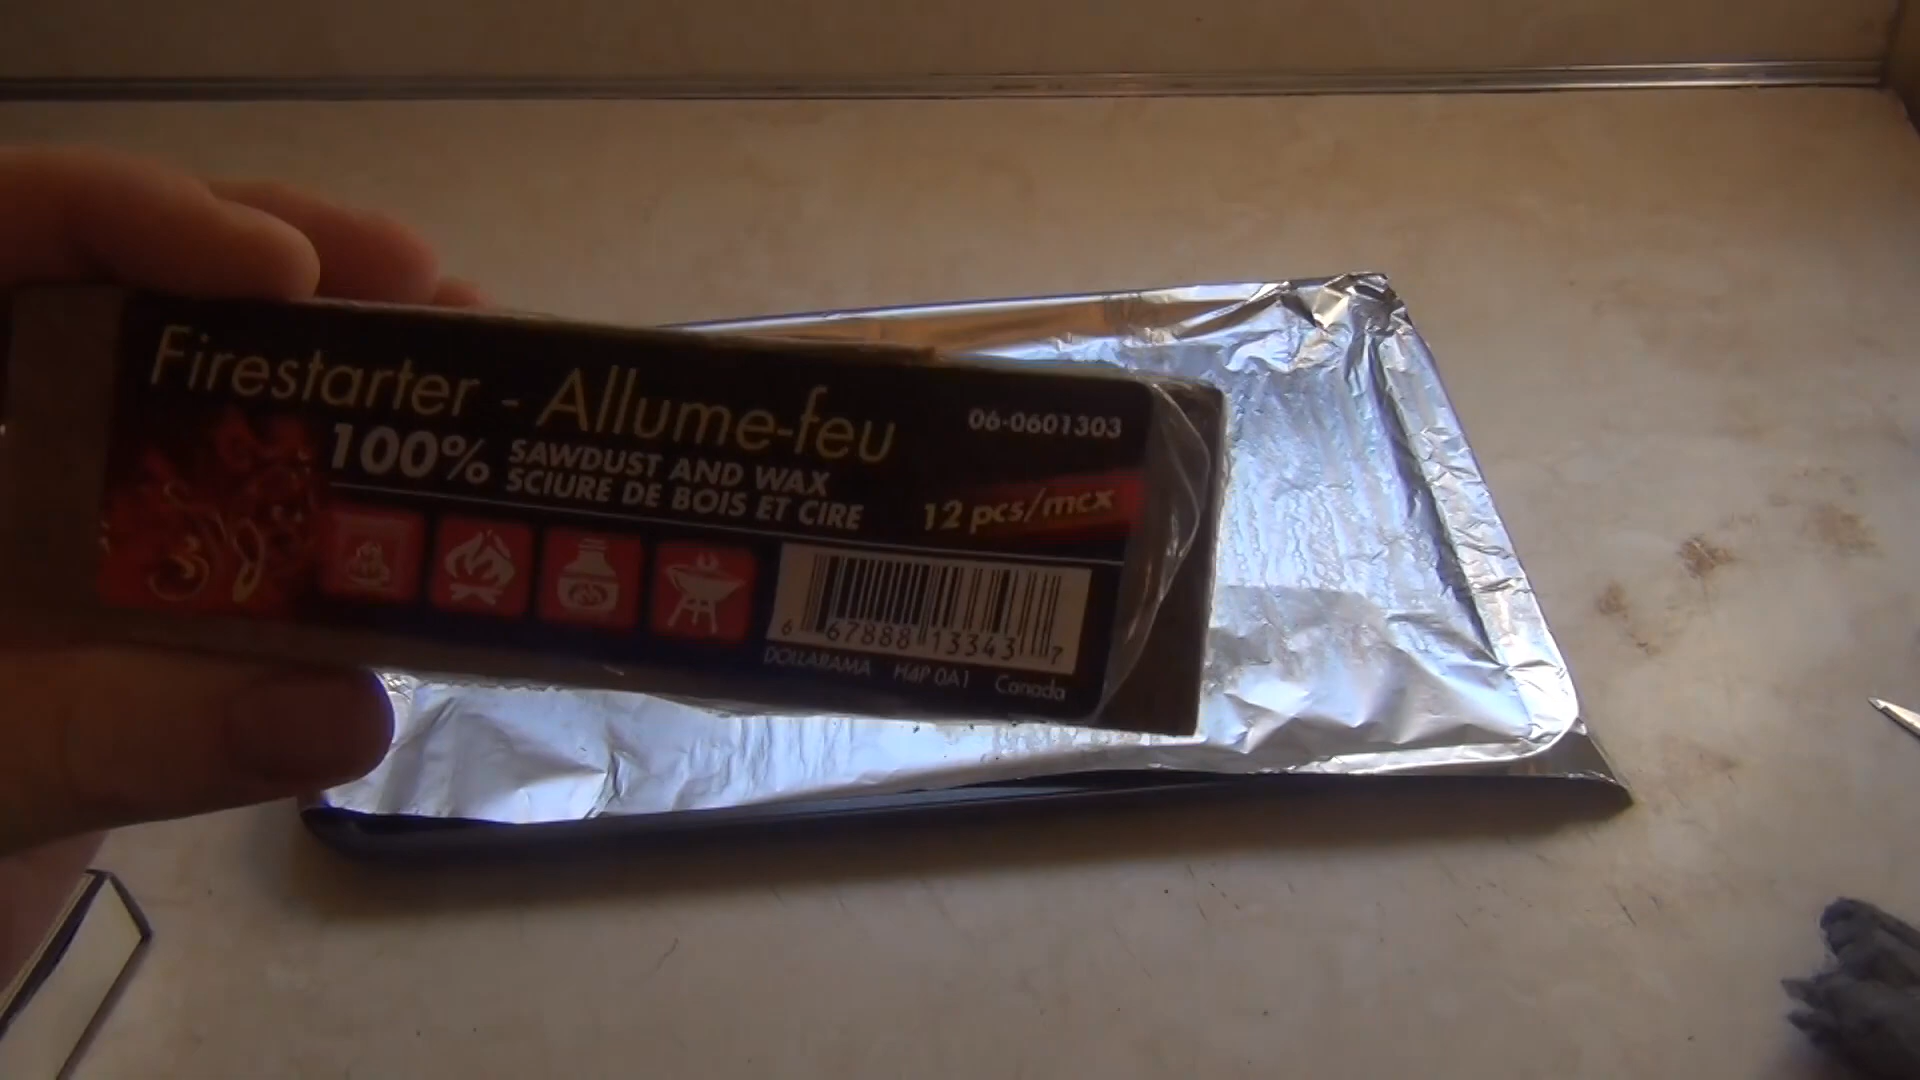 Firestarter - Allume-feu
06-0601303
100% SAWDUST AND WAX
SCIURE DE BOIS ET CIRE
12 pcs/mcx
6 67888 13343 7
DOLLARAMA H4P 0A1 Canada